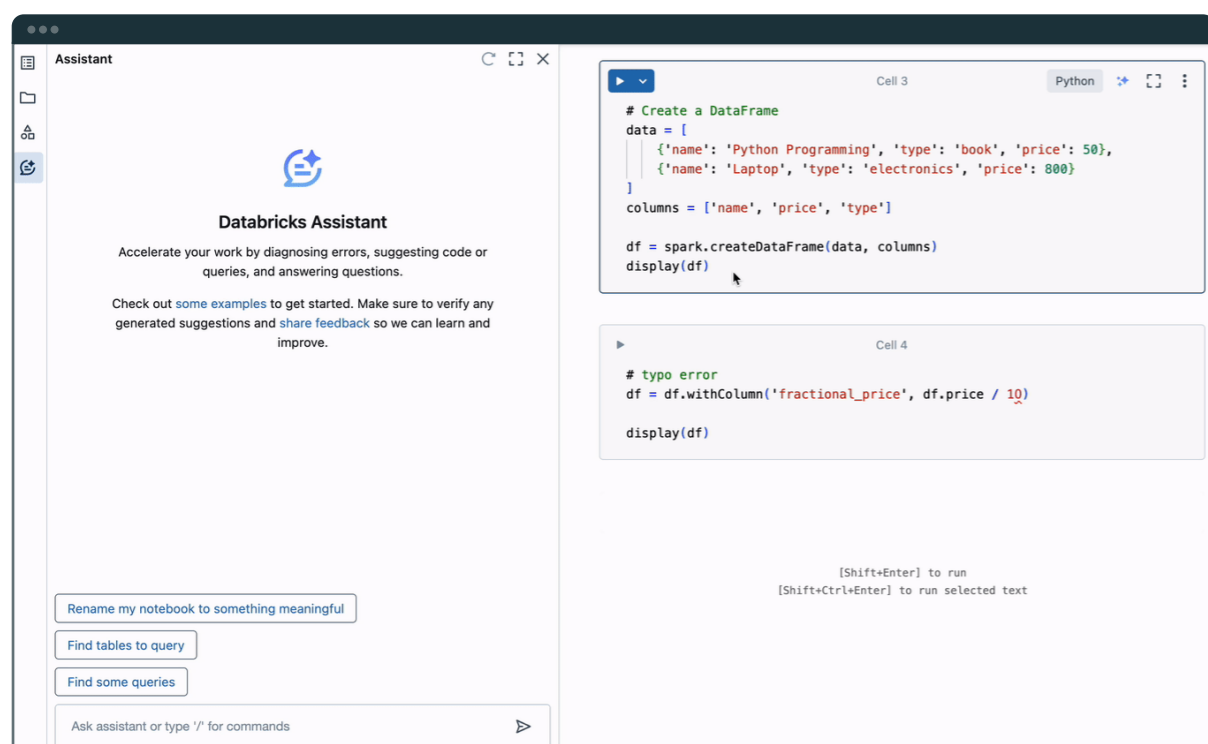 Assistant
Databricks Assistant
Accelerate your work by diagnosing errors, suggesting code or
queries, and answering questions.
Check out some examples to get started. Make sure to verify any
generated suggestions and share feedback so we can learn and
improve.
Rename my notebook to something meaningful
Find tables to query
Find some queries
Ask assistant or type '/' for commands
Cell 3
Python
# Create a DataFrame
data = [
{'name': 'Python Programming', 'type': 'book', 'price': 50},
{'name': 'Laptop', 'type': 'electronics', 'price': 800}
]
columns = ['name', 'price', 'type']
df = spark.createDataFrame(data, columns)
display(df)
Cell 4
# typo error
df = df.withColumn('fractional_price', df.price / 10)
display(df)
[Shift+Enter] to run
[Shift+Ctrl+Enter] to run selected text